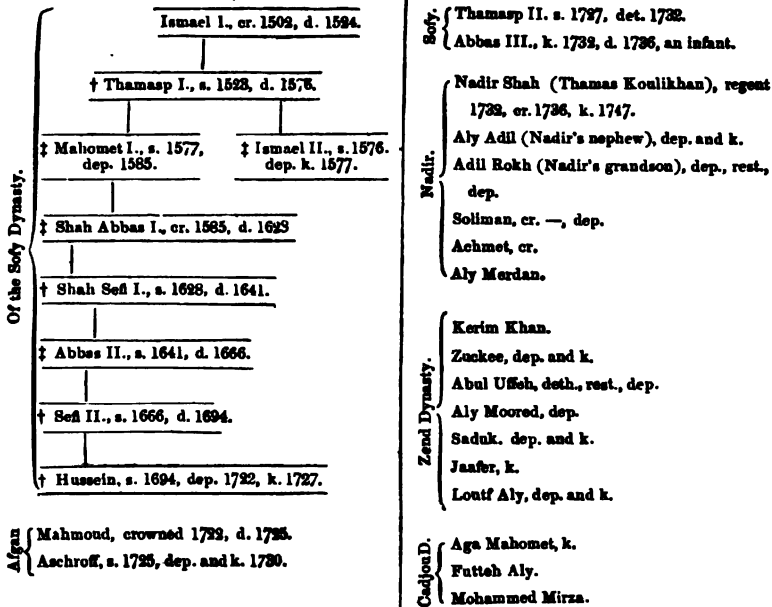 Of the Sofy Dynasty.
Ismael I., cr. 1502, d. 1524.
† Thamasp I., s. 1523, d. 1576.
‡ Mahomet I., s. 1577,
dep. 1585.
‡ Ismael II., s. 1576.
dep. k. 1577.
‡ Shah Abbas I., cr. 1585, d. 1623
† Shah Sefi I., s. 1628, d. 1641.
‡ Abbas II., s. 1641, d. 1666.
† Sefi II., s. 1666, d. 1694.
† Hussein, s. 1694, dep. 1722, k. 1727.
Afgan
Mahmoud, crowned 1722, d. 1725.
Aschroff, s. 1725, dep. and k. 1730.
Sofy.
Thamasp II. s. 1727, det. 1732.
Abbas III., k. 1732, d. 1736, an infant.
Nadir.
Nadir Shah (Thamas Koulikhan), regent
1732, cr. 1736, k. 1747.
Aly Adil (Nadir's nephew), dep. and k.
Adil Rokh (Nadir's grandson), dep., rest.,
dep.
Soliman, cr. —, dep.
Achmet, cr.
Aly Merdan.
Zend Dynasty.
Kerim Khan.
Zuckee, dep. and k.
Abul Uffeh, deth., rest., dep.
Aly Moored, dep.
Saduk. dep. and k.
Jaafer, k.
Loutf Aly, dep. and k.
Cadjou D.
Aga Mahomet, k.
Futteh Aly.
Mohammed Mirza.